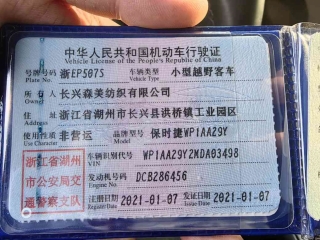 中华人民共和国机动车行驶证
Vehicle License of the People's Republic of China
号牌号码 浙EP507S 车辆类型 小型越野客车
Plate No. Vehicle Type
所有人 长兴森美纺织有限公司
Owner
住址 浙江省湖州市长兴县洪桥镇工业园区
Address
使用性质 非营运 品牌型号 保时捷WP1AA29Y
Use Character Model
浙江省湖州市公安局交通警察支队
车辆识别代号 WP1AA29Y2MDA03498
VIN
发动机号码 DCB286456
Engine No.
注册日期 2021-01-07 发证日期 2021-01-07
Register Date Issue Date